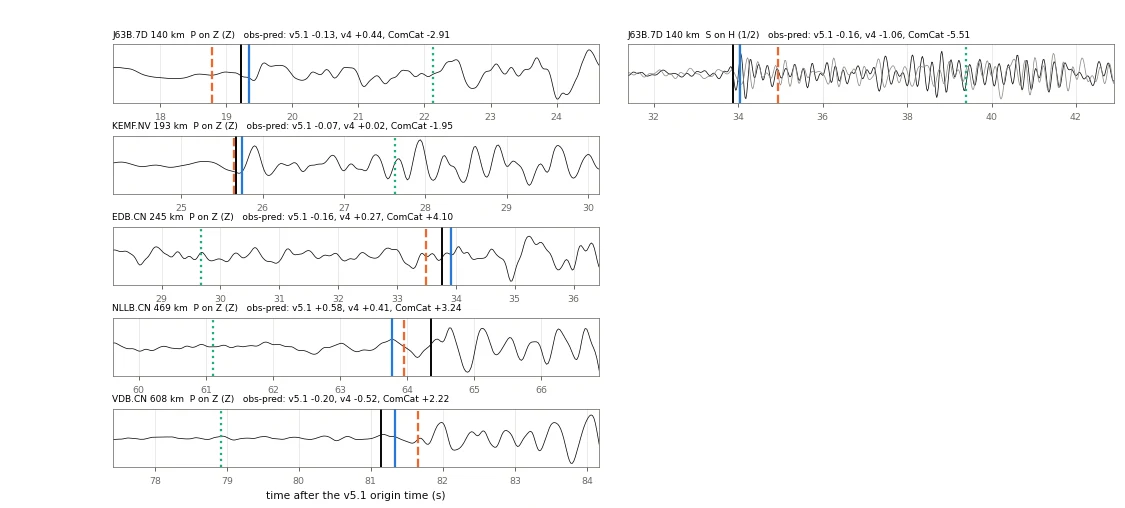 J63B.7D 140 km  P on Z (Z)   obs-pred: v5.1 -0.13, v4 +0.44, ComCat -2.91
18 19 20 21 22 23 24
KEMF.NV 193 km  P on Z (Z)   obs-pred: v5.1 -0.07, v4 +0.02, ComCat -1.95
25 26 27 28 29 30
EDB.CN 245 km  P on Z (Z)   obs-pred: v5.1 -0.16, v4 +0.27, ComCat +4.10
29 30 31 32 33 34 35 36
NLLB.CN 469 km  P on Z (Z)   obs-pred: v5.1 +0.58, v4 +0.41, ComCat +3.24
60 61 62 63 64 65 66
VDB.CN 608 km  P on Z (Z)   obs-pred: v5.1 -0.20, v4 -0.52, ComCat +2.22
78 79 80 81 82 83 84
time after the v5.1 origin time (s)
J63B.7D 140 km  S on H (1/2)   obs-pred: v5.1 -0.16, v4 -1.06, ComCat -5.51
32 34 36 38 40 42